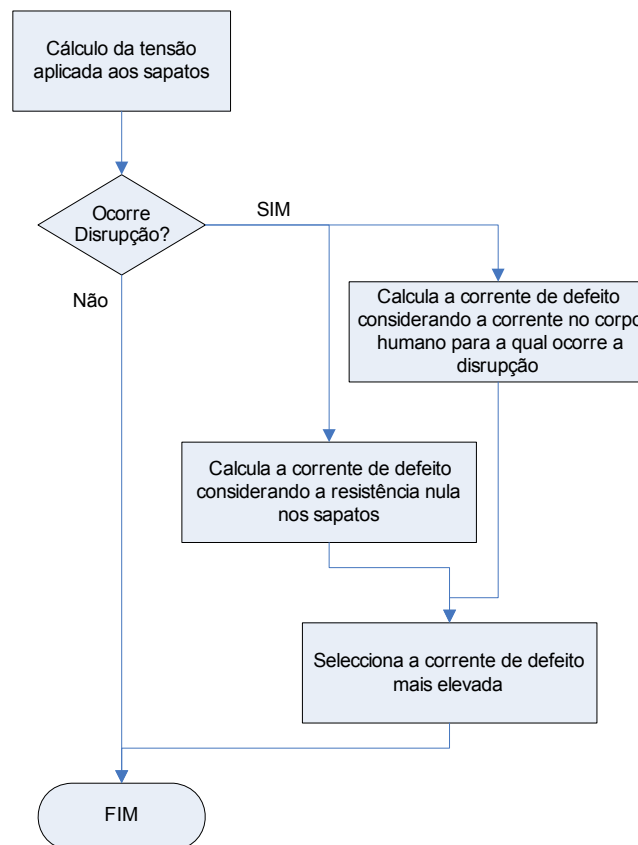 Cálculo da tensão
aplicada aos sapatos
Ocorre
Disrupção?
SIM
Não
Calcula a corrente de defeito
considerando a corrente no corpo
humano para a qual ocorre a
disrupção
Calcula a corrente de defeito
considerando a resistência nula
nos sapatos
Selecciona a corrente de defeito
mais elevada
FIM